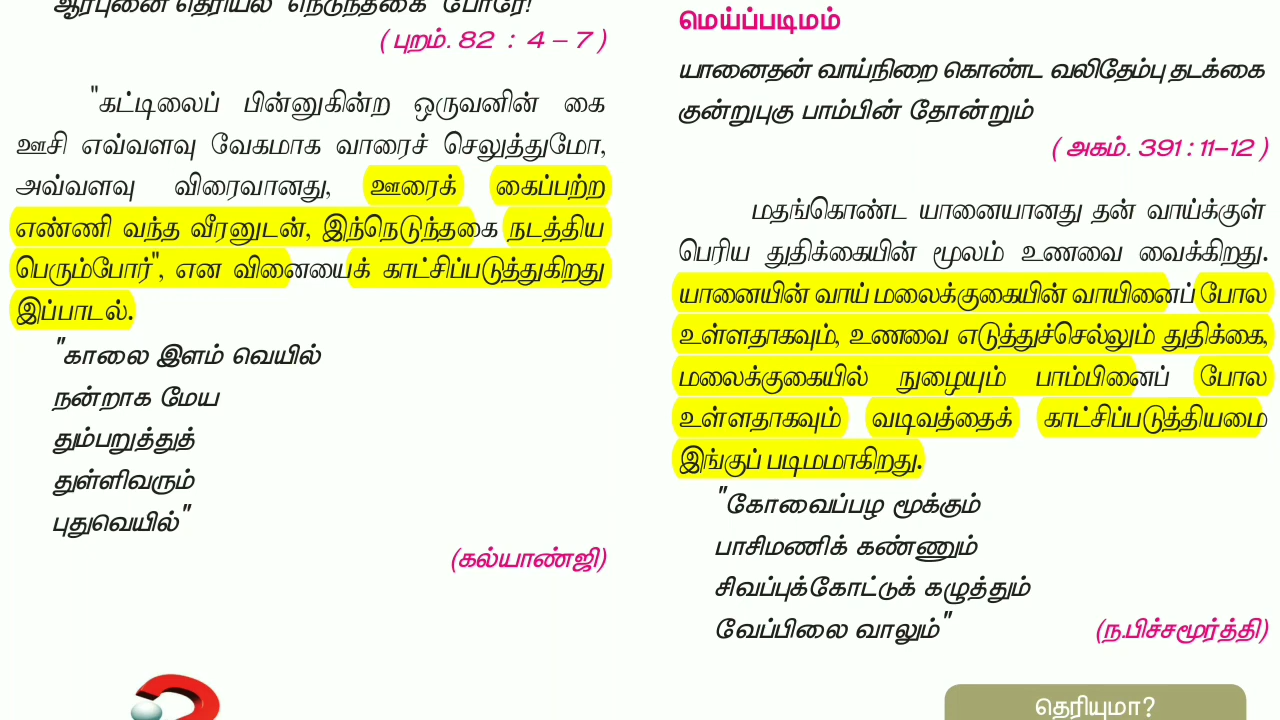 ஆர்புனை தெரியல் நெடுந்தகை போரே!
( புறம். 82 : 4 – 7 )
"கட்டிலைப் பின்னுகின்ற ஒருவனின் கை
ஊசி எவ்வளவு வேகமாக வாரைச் செலுத்துமோ,
அவ்வளவு விரைவானது, ஊரைக் கைப்பற்ற
எண்ணி வந்த வீரனுடன், இந்நெடுந்தகை நடத்திய
பெரும்போர்", என வினையைக் காட்சிப்படுத்துகிறது
இப்பாடல்.
"காலை இளம் வெயில்
நன்றாக மேய
தும்பறுத்துத்
துள்ளிவரும்
புதுவெயில்"
(கல்யாண்ஜி)
மெய்ப்படிமம்
யானைதன் வாய்நிறை கொண்ட வலிதேம்பு தடக்கை
குன்றுபுகு பாம்பின் தோன்றும்
( அகம். 391 : 11–12 )
மதங்கொண்ட யானையானது தன் வாய்க்குள்
பெரிய துதிக்கையின் மூலம் உணவை வைக்கிறது.
யானையின் வாய் மலைக்குகையின் வாயினைப் போல
உள்ளதாகவும், உணவை எடுத்துச்செல்லும் துதிக்கை,
மலைக்குகையில் நுழையும் பாம்பினைப் போல
உள்ளதாகவும் வடிவத்தைக் காட்சிப்படுத்தியமை
இங்குப் படிமமாகிறது.
"கோவைப்பழ மூக்கும்
பாசிமணிக் கண்ணும்
சிவப்புக்கோட்டுக் கழுத்தும்
வேப்பிலை வாலும்"
(ந.பிச்சமூர்த்தி)
தெரியுமா?